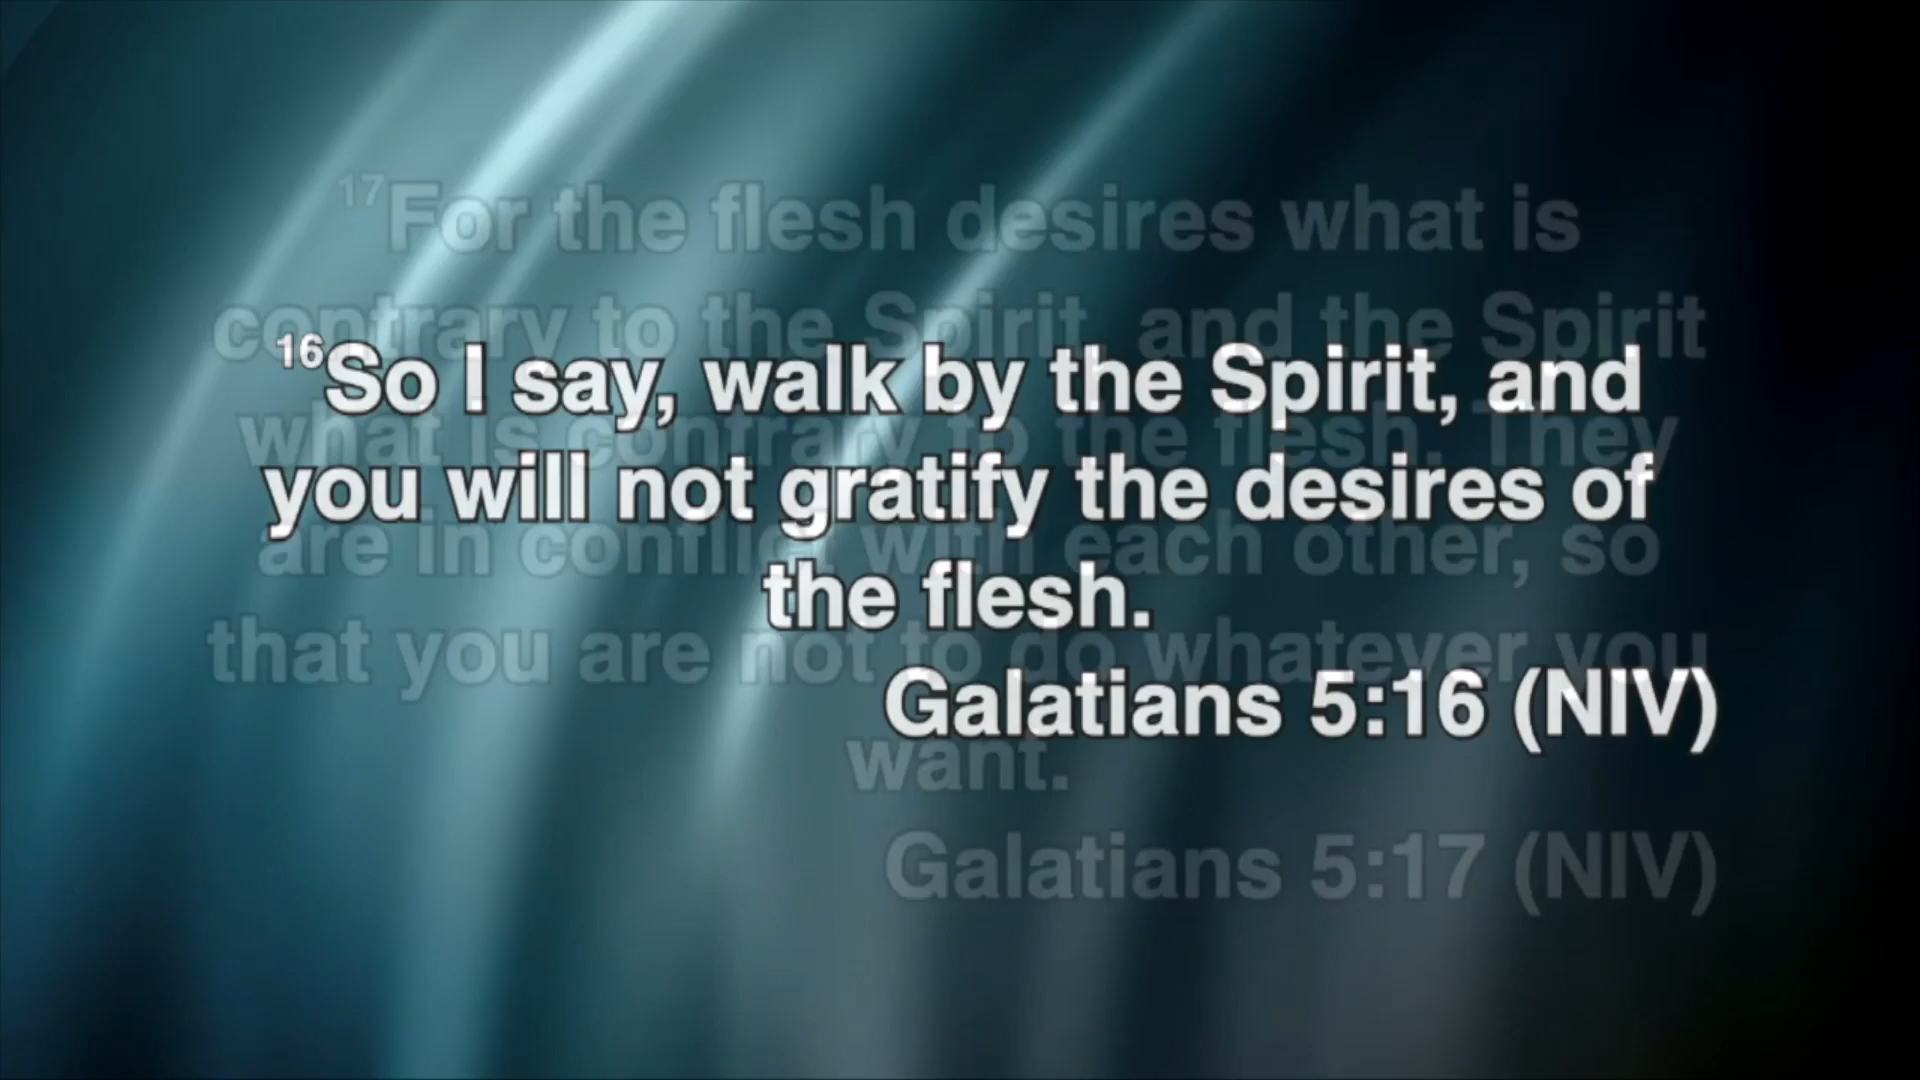 16So I say, walk by the Spirit, and
you will not gratify the desires of
the flesh.
Galatians 5:16 (NIV)
17For the flesh desires what is
contrary to the Spirit, and the Spirit
what is contrary to the flesh. They
are in conflict with each other, so
that you are not to do whatever you
want.
Galatians 5:17 (NIV)